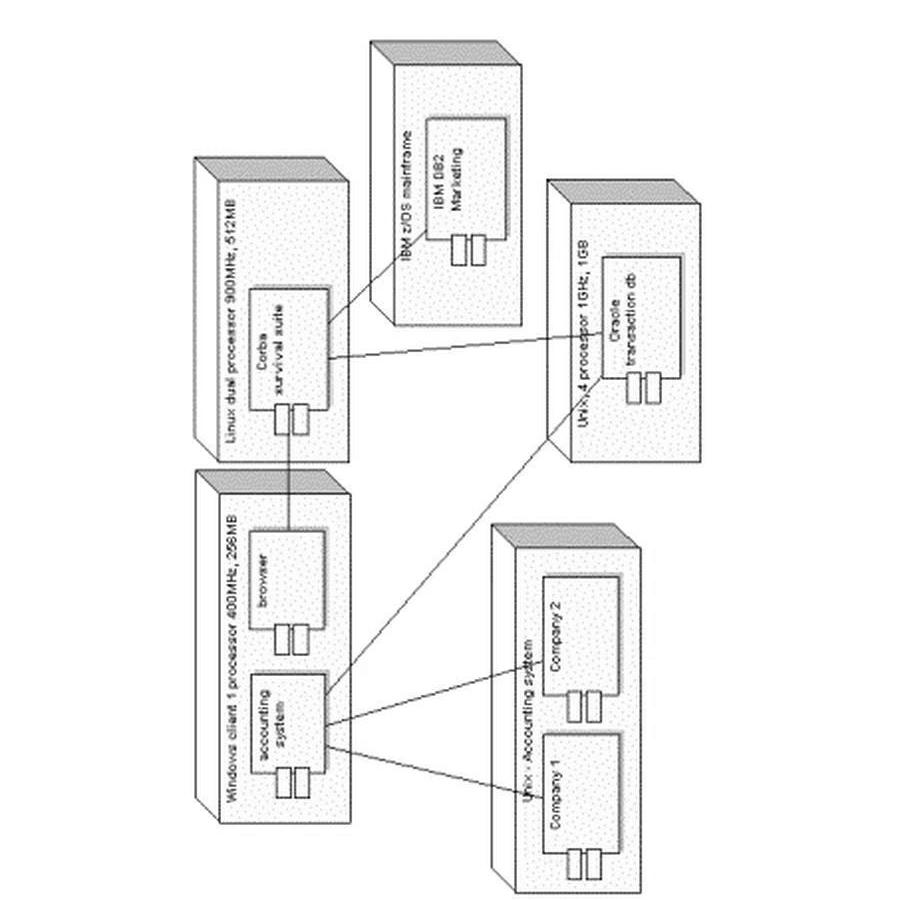 Windows client 1 processor 400MHz, 256MB
accounting
system
browser
Linux dual processor 900MHz, 512MB
Corba
survival suite
IBM z/OS mainframe
IBM DB2
Marketing
Unix - Accounting system
Company 1
Company 2
Unix, 4 processor 1GHz, 1GB
Oracle
transaction db